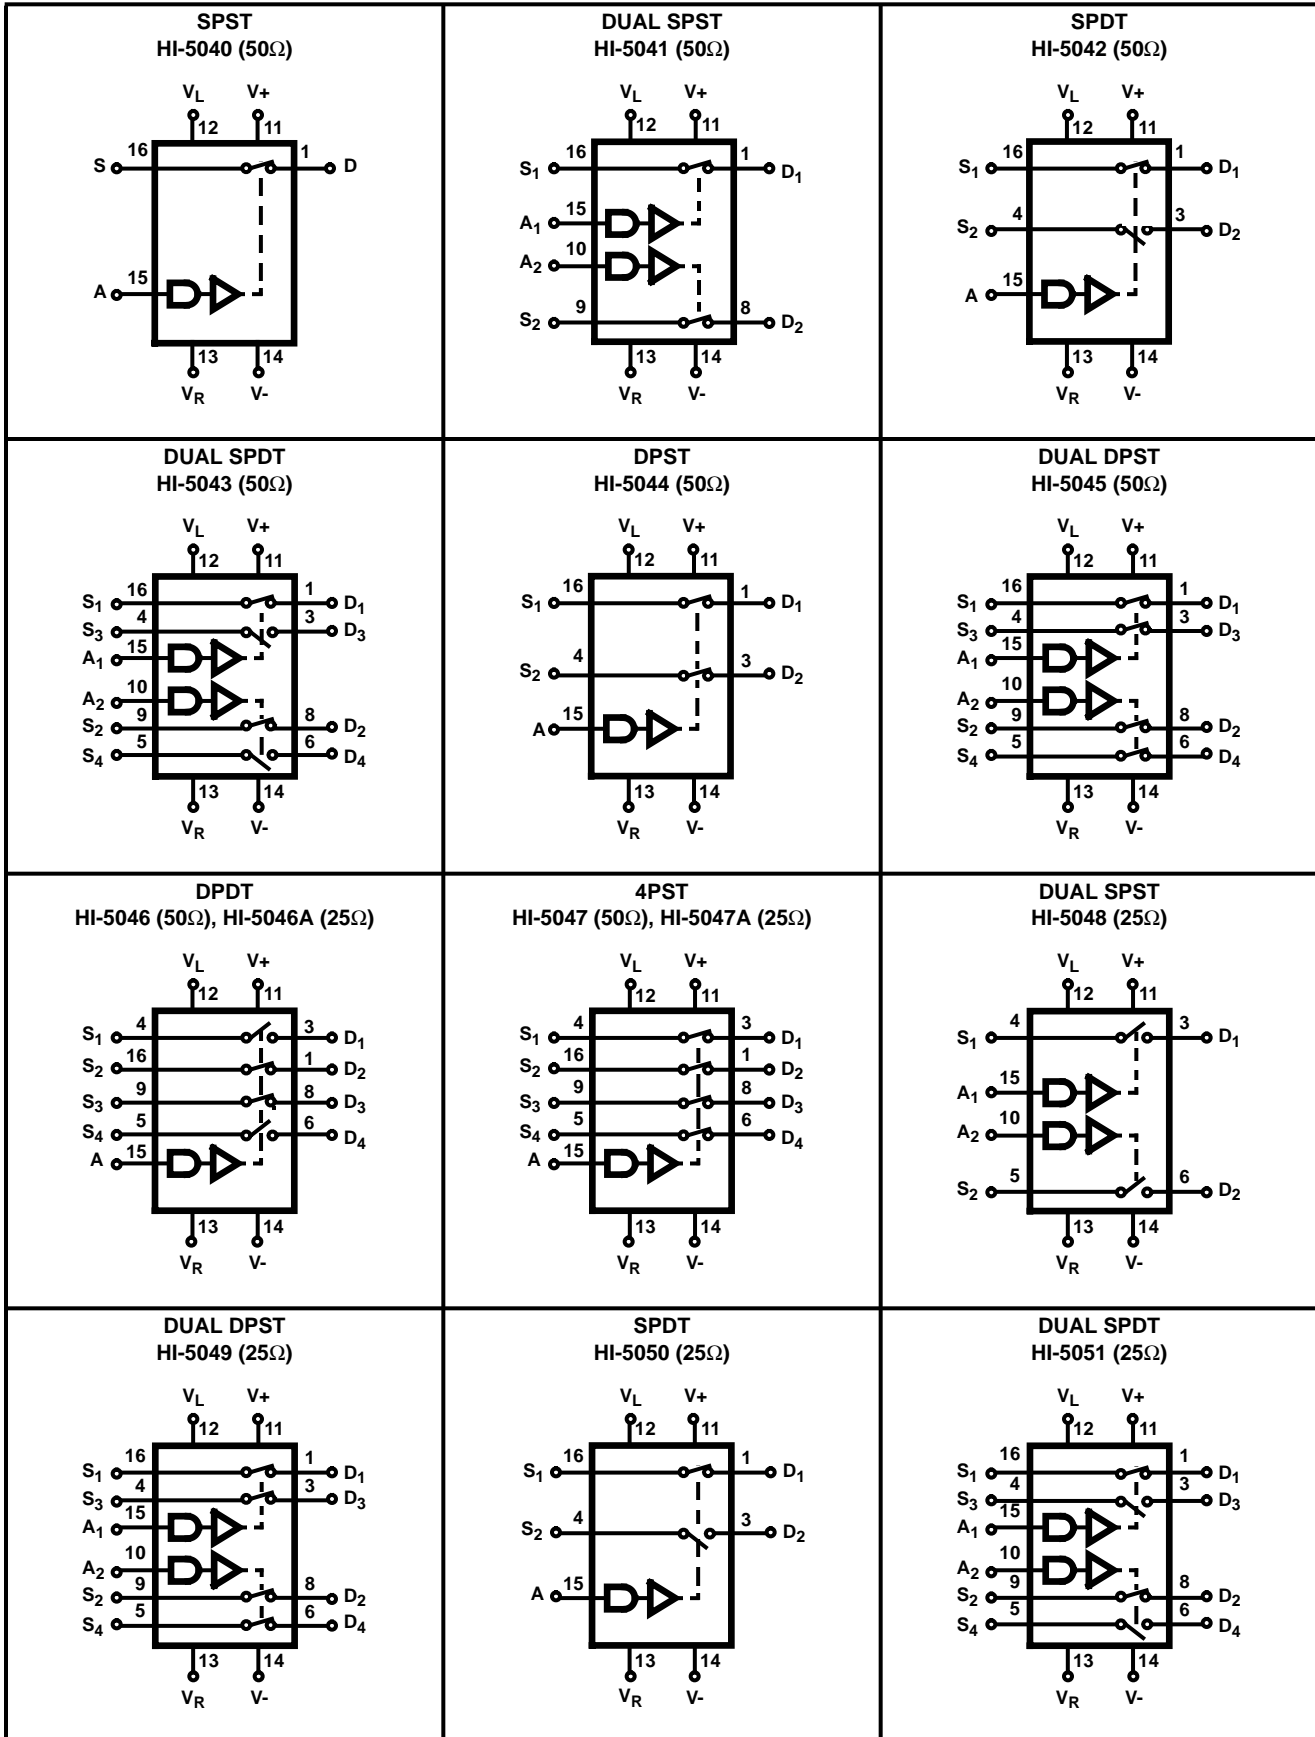 SPST
HI-5040 (50Ω)
VL V+
12 11
16 1
S D
15
A
13 14
VR V-
DUAL SPST
HI-5041 (50Ω)
VL V+
12 11
16 1
S1 D1
15
A1
10
A2
9 8
S2 D2
13 14
VR V-
SPDT
HI-5042 (50Ω)
VL V+
12 11
16 1
S1 D1
4 3
S2 D2
15
A
13 14
VR V-
DUAL SPDT
HI-5043 (50Ω)
VL V+
12 11
16 1
S1 D1
4 3
S3 D3
15
A1
10
A2
9 8
S2 D2
5 6
S4 D4
13 14
VR V-
DPST
HI-5044 (50Ω)
VL V+
12 11
16 1
S1 D1
4 3
S2 D2
15
A
13 14
VR V-
DUAL DPST
HI-5045 (50Ω)
VL V+
12 11
16 1
S1 D1
4 3
S3 D3
15
A1
10
A2
9 8
S2 D2
5 6
S4 D4
13 14
VR V-
DPDT
HI-5046 (50Ω), HI-5046A (25Ω)
VL V+
12 11
4 3
S1 D1
16 1
S2 D2
9 8
S3 D3
5 6
S4 D4
15
A
13 14
VR V-
4PST
HI-5047 (50Ω), HI-5047A (25Ω)
VL V+
12 11
4 3
S1 D1
16 1
S2 D2
9 8
S3 D3
5 6
S4 D4
15
A
13 14
VR V-
DUAL SPST
HI-5048 (25Ω)
VL V+
12 11
4 3
S1 D1
15
A1
10
A2
5 6
S2 D2
13 14
VR V-
DUAL DPST
HI-5049 (25Ω)
VL V+
12 11
16 1
S1 D1
4 3
S3 D3
15
A1
10
A2
9 8
S2 D2
5 6
S4 D4
13 14
VR V-
SPDT
HI-5050 (25Ω)
VL V+
12 11
16 1
S1 D1
4 3
S2 D2
15
A
13 14
VR V-
DUAL SPDT
HI-5051 (25Ω)
VL V+
12 11
16 1
S1 D1
4 3
S3 D3
15
A1
10
A2
9 8
S2 D2
5 6
S4 D4
13 14
VR V-